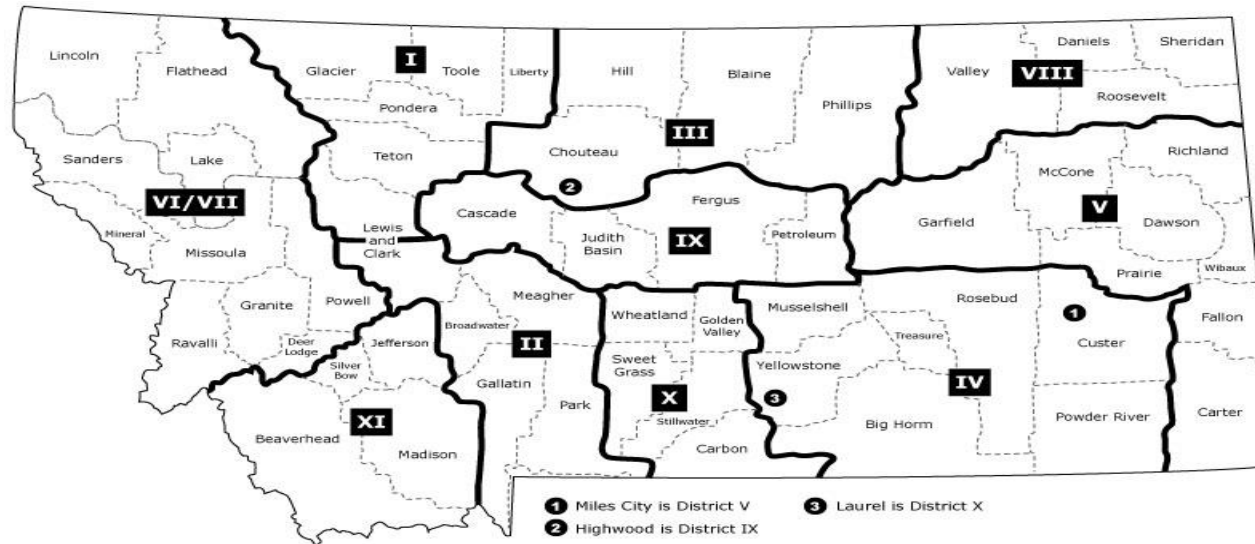 Lincoln
Flathead
Glacier
I
Toole
Liberty
Hill
Blaine
Phillips
Valley
VIII
Daniels
Sheridan
Roosevelt
Pondera
Teton
Chouteau
III
Sanders
Lake
VI/VII
Mineral
Missoula
Lewis
and
Clark
Cascade
2
Judith
Basin
Fergus
IX
Petroleum
Garfield
McCone
V
Richland
Dawson
Prairie
Wibaux
Granite
Powell
Ravalli
Deer
Lodge
Silver
Bow
Jefferson
Broadwater
Meagher
II
Gallatin
Park
Wheatland
Golden
Valley
Sweet
Grass
X
Stillwater
Carbon
Musselshell
Rosebud
Treasure
Yellowstone
3
IV
Big Horm
1
Custer
Fallon
Powder River
Carter
Beaverhead
XI
Madison
1 Miles City is District V
2 Highwood is District IX
3 Laurel is District X